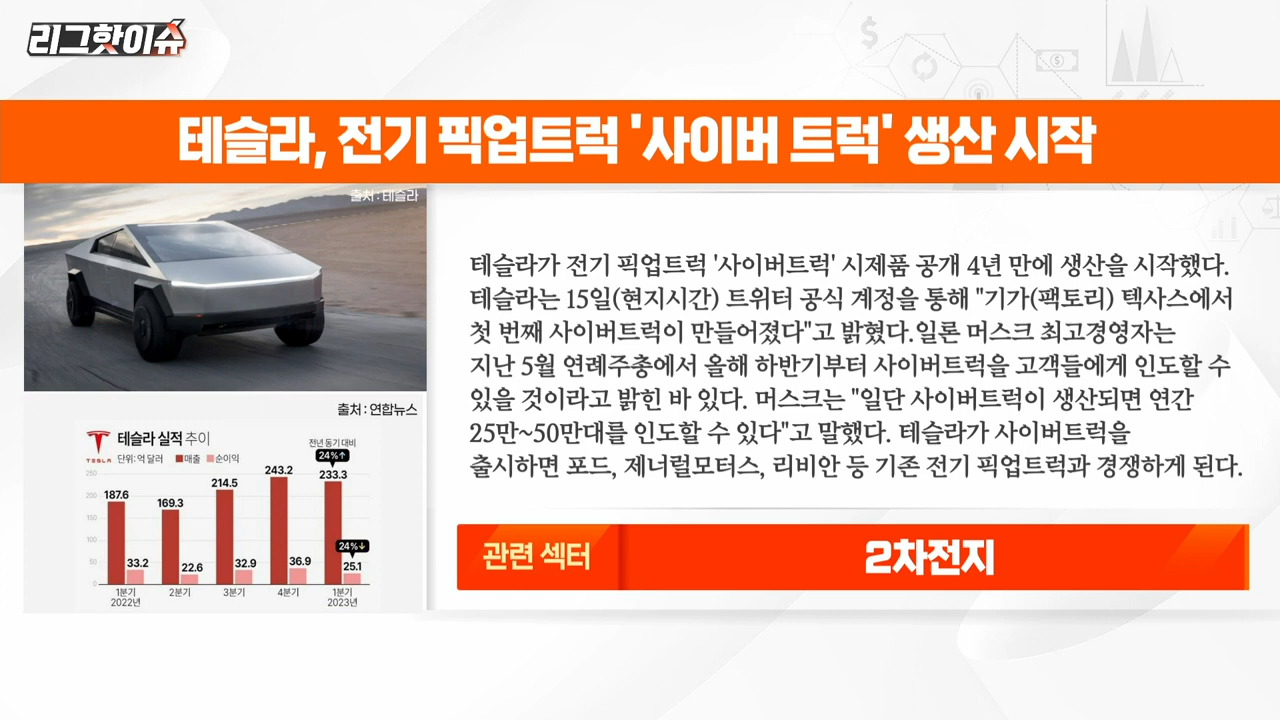 리그핫이슈
테슬라, 전기 픽업트럭 '사이버 트럭' 생산 시작
출처 : 테슬라
테슬라가 전기 픽업트럭 '사이버트럭' 시제품 공개 4년 만에 생산을 시작했다.
테슬라는 15일(현지시간) 트위터 공식 계정을 통해 "기가(팩토리) 텍사스에서
첫 번째 사이버트럭이 만들어졌다"고 밝혔다. 일론 머스크 최고경영자는
지난 5월 연례주총에서 올해 하반기부터 사이버트럭을 고객들에게 인도할 수
있을 것이라고 밝힌 바 있다. 머스크는 "일단 사이버트럭이 생산되면 연간
25만~50만대를 인도할 수 있다"고 말했다. 테슬라가 사이버트럭을
출시하면 포드, 제너럴모터스, 리비안 등 기존 전기 픽업트럭과 경쟁하게 된다.
출처 : 연합뉴스
TESLA
테슬라 실적 추이
단위: 억 달러 매출 순이익
전년 동기 대비
24%↑
250
200
150
100
50
0
187.6
169.3
214.5
243.2
233.3
24%↓
33.2
22.6
32.9
36.9
25.1
1분기 2분기 3분기 4분기 1분기
2022년 2023년
관련 섹터
2차전지